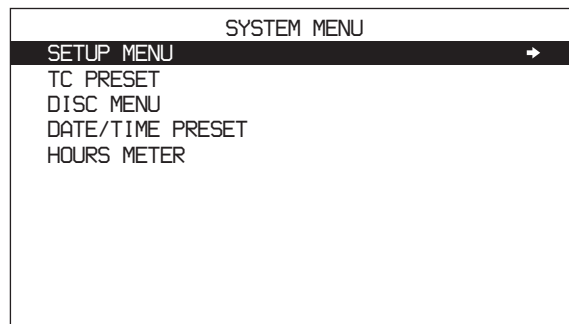 SYSTEM MENU
SETUP MENU
TC PRESET
DISC MENU
DATE/TIME PRESET
HOURS METER